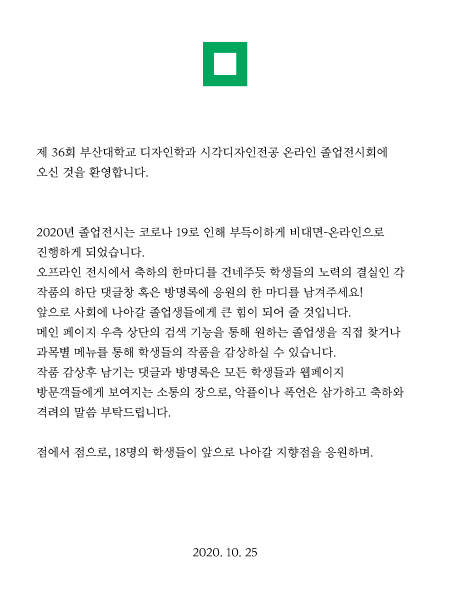 제 36회 부산대학교 디자인학과 시각디자인전공 온라인 졸업전시회에
오신 것을 환영합니다.
2020년 졸업전시는 코로나 19로 인해 부득이하게 비대면-온라인으로
진행하게 되었습니다.
오프라인 전시에서 축하의 한마디를 건네주듯 학생들의 노력의 결실인 각
작품의 하단 댓글창 혹은 방명록에 응원의 한 마디를 남겨주세요!
앞으로 사회에 나아갈 졸업생들에게 큰 힘이 되어 줄 것입니다.
메인 페이지 우측 상단의 검색 기능을 통해 원하는 졸업생을 직접 찾거나
과목별 메뉴를 통해 학생들의 작품을 감상하실 수 있습니다.
작품 감상후 남기는 댓글과 방명록은 모든 학생들과 웹페이지
방문객들에게 보여지는 소통의 장으로, 악플이나 폭언은 삼가하고 축하와
격려의 말씀 부탁드립니다.
점에서 점으로, 18명의 학생들이 앞으로 나아갈 지향점을 응원하며.
2020. 10. 25